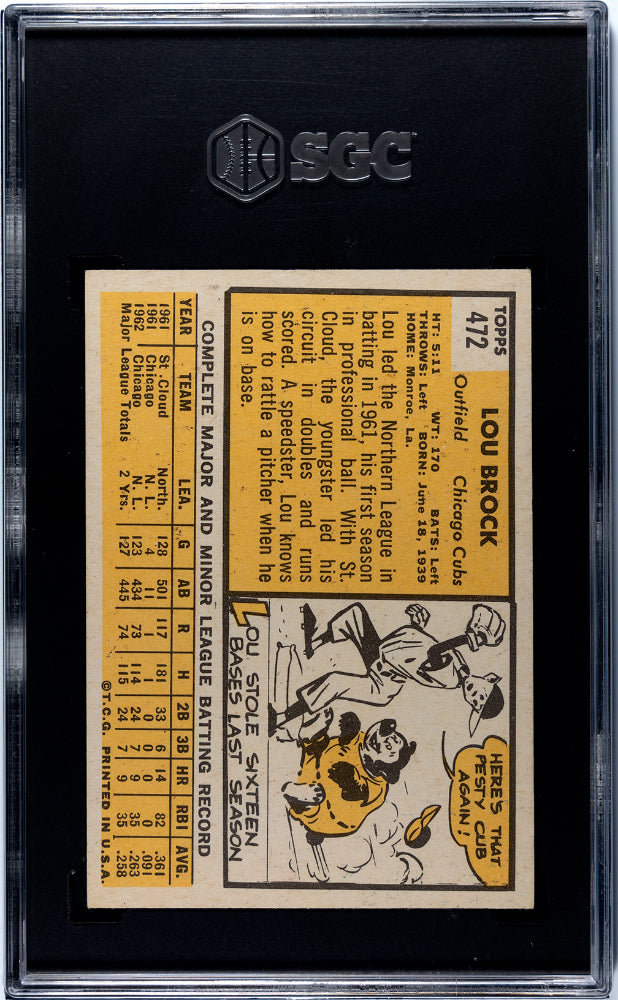 SGC
TOPPS
472
LOU BROCK
Outfield Chicago Cubs
HT: 5:11 WT: 170 BATS: Left
THROWS: Left BORN: June 18, 1939
HOME: Monroe, La.
Lou led the Northern League in
batting in 1961, his first season
in professional ball. With St.
Cloud, the youngster led his
circuit in doubles and runs
scored. A speedster, Lou knows
how to rattle a pitcher when he
is on base.
HERE'S THAT
PESTY CUB
AGAIN!
LOU STOLE SIXTEEN
BASES LAST SEASON
COMPLETE MAJOR AND MINOR LEAGUE BATTING RECORD
YEAR TEAM LEA. G AB R H 2B 3B HR RBI AVG.
1961 St. Cloud North. 128 501 117 181 33 6 14 82 .361
1961 Chicago N. L. 4 11 1 1 0 0 0 0 .091
1962 Chicago N. L. 123 434 73 114 24 7 9 35 .263
Major League Totals 2 Yrs. 127 445 74 115 24 7 9 35 .258
©T.C.G. PRINTED IN U.S.A.